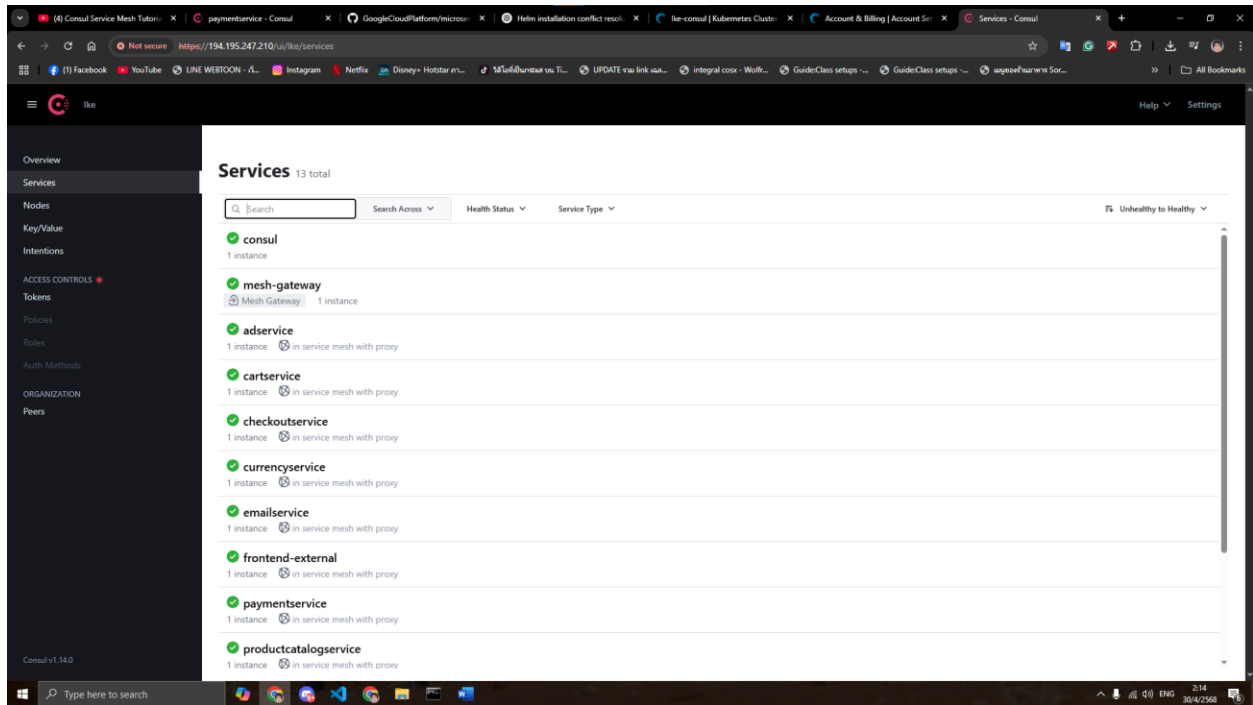 (4) Consul Service Mesh Tutoria
paymentservice - Consul
GoogleCloudPlatform/microser
Helm installation conflict resol
lke-consul | Kubernetes Cluste
Account & Billing | Account Set
Services - Consul
Not secure https://194.195.247.210/ui/lke/services
(1) Facebook
YouTube
LINE WEBTOON -
Instagram
Netflix
Disney+ Hotstar
UPDATE รวม link
integral cosx - Wolfr...
Guide:Class setups -...
Guide:Class setups -...
Sor...
All Bookmarks
lke
Help
Settings
Overview
Services
Nodes
Key/Value
Intentions
ACCESS CONTROLS
Tokens
Policies
Roles
Auth Methods
ORGANIZATION
Peers
Consul v1.14.0
Services 13 total
Search
Search Across
Health Status
Service Type
Unhealthy to Healthy
consul
1 instance
mesh-gateway
Mesh Gateway 1 instance
adservice
1 instance in service mesh with proxy
cartservice
1 instance in service mesh with proxy
checkoutservice
1 instance in service mesh with proxy
currencyservice
1 instance in service mesh with proxy
emailservice
1 instance in service mesh with proxy
frontend-external
1 instance in service mesh with proxy
paymentservice
1 instance in service mesh with proxy
productcatalogservice
1 instance in service mesh with proxy
Type here to search
ENG
2:14
30/4/2568